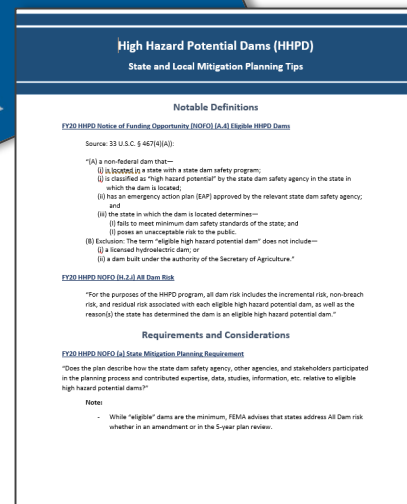 High Hazard Potential Dams (HHPD)
State and Local Mitigation Planning Tips
Notable Definitions
FY20 HHPD Notice of Funding Opportunity (NOFO) (A.4) Eligible HHPD Dams
Source: 33 U.S.C. § 467(4)(A)):
"(A) a non-federal dam that—
(i) is located in a state with a state dam safety program;
(i) is classified as "high hazard potential" by the state dam safety agency in the state in
which the dam is located;
(ii) has an emergency action plan (EAP) approved by the relevant state dam safety agency;
and
(iii) the state in which the dam is located determines—
(I) fails to meet minimum dam safety standards of the state; and
(I) poses an unacceptable risk to the public.
(B) Exclusion: The term "eligible high hazard potential dam" does not include—
(i) a licensed hydroelectric dam; or
(ii) a dam built under the authority of the Secretary of Agriculture."
FY20 HHPD NOFO (H.2.i) All Dam Risk
"For the purposes of the HHPD program, all dam risk includes the incremental risk, non-breach
risk, and residual risk associated with each eligible high hazard potential dam, as well as the
reason(s) the state has determined the dam is an eligible high hazard potential dam."
Requirements and Considerations
FY20 HHPD NOFO (a) State Mitigation Planning Requirement
"Does the plan describe how the state dam safety agency, other agencies, and stakeholders participated
in the planning process and contributed expertise, data, studies, information, etc. relative to eligible
high hazard potential dams?"
Note:
- While "eligible" dams are the minimum, FEMA advises that states address All Dam risk
whether in an amendment or in the 5-year plan review.